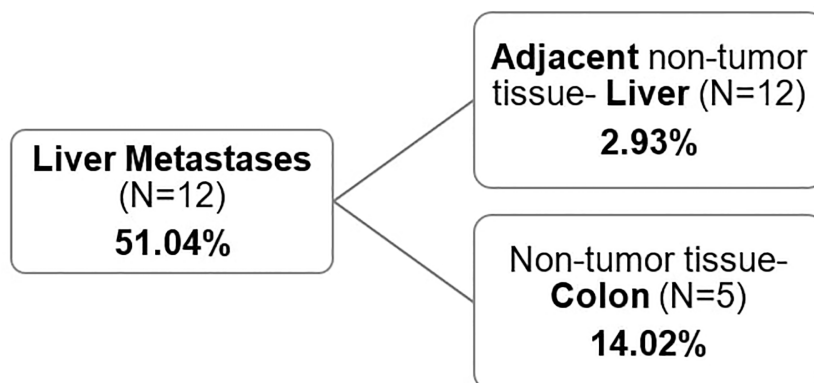 Liver Metastases
(N=12)
51.04%
Adjacent non-tumor
tissue- Liver (N=12)
2.93%
Non-tumor tissue-
Colon (N=5)
14.02%